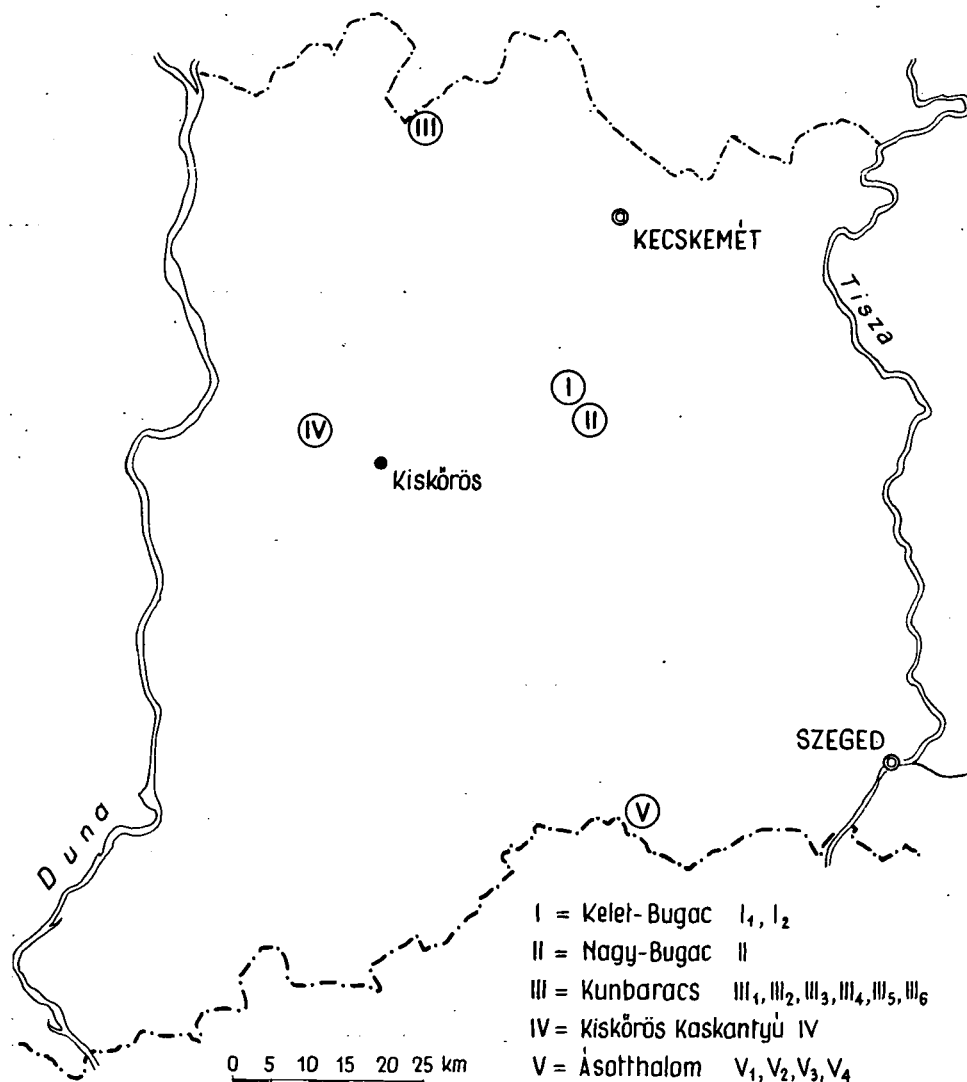 III
KECSKEMÉT
Tisza
I
II
IV
Kiskőrös
SZEGED
V
Duna
I = Kelet-Bugac I₁, I₂
II = Nagy-Bugac II
III = Kunbaracs III₁, III₂, III₃, III₄, III₅, III₆
IV = Kiskőrös Kaskantyú IV
V = Ásotthalom V₁, V₂, V₃, V₄
0 5 10 15 20 25 km